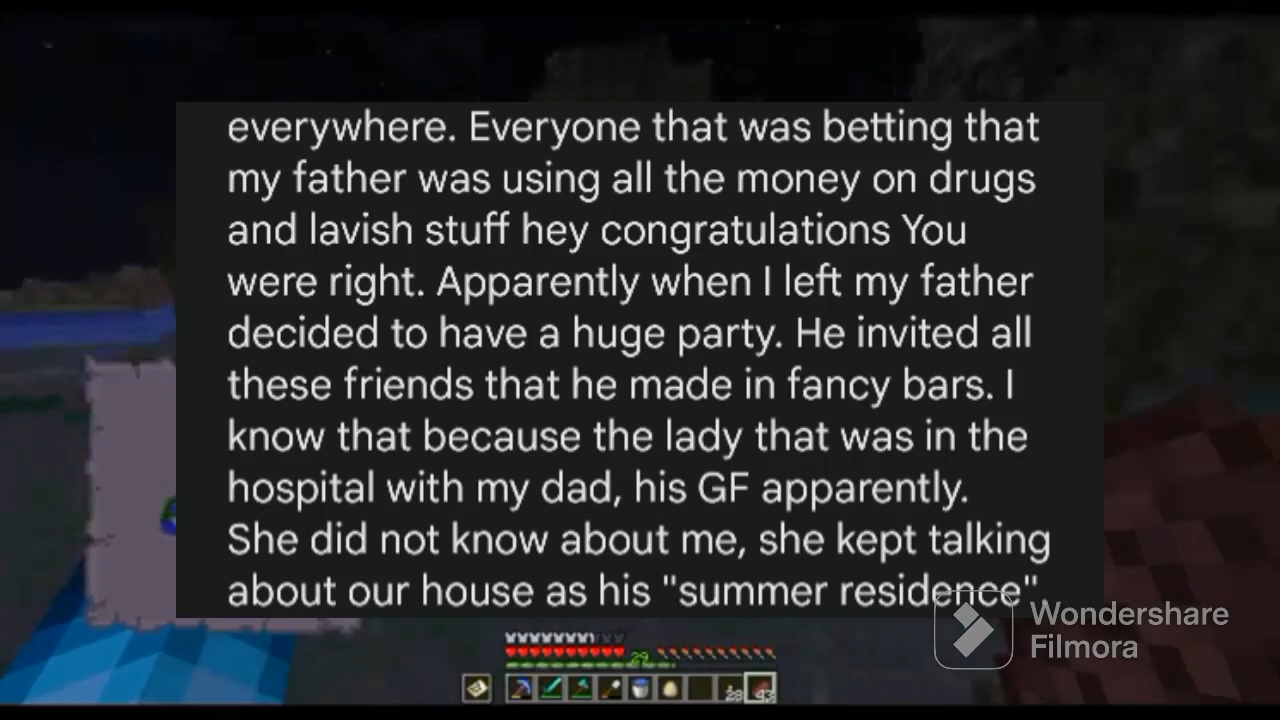 everywhere. Everyone that was betting that
my father was using all the money on drugs
and lavish stuff hey congratulations You
were right. Apparently when I left my father
decided to have a huge party. He invited all
these friends that he made in fancy bars. I
know that because the lady that was in the
hospital with my dad, his GF apparently.
She did not know about me, she kept talking
about our house as his "summer residence".
Wondershare
Filmora
29
28
43